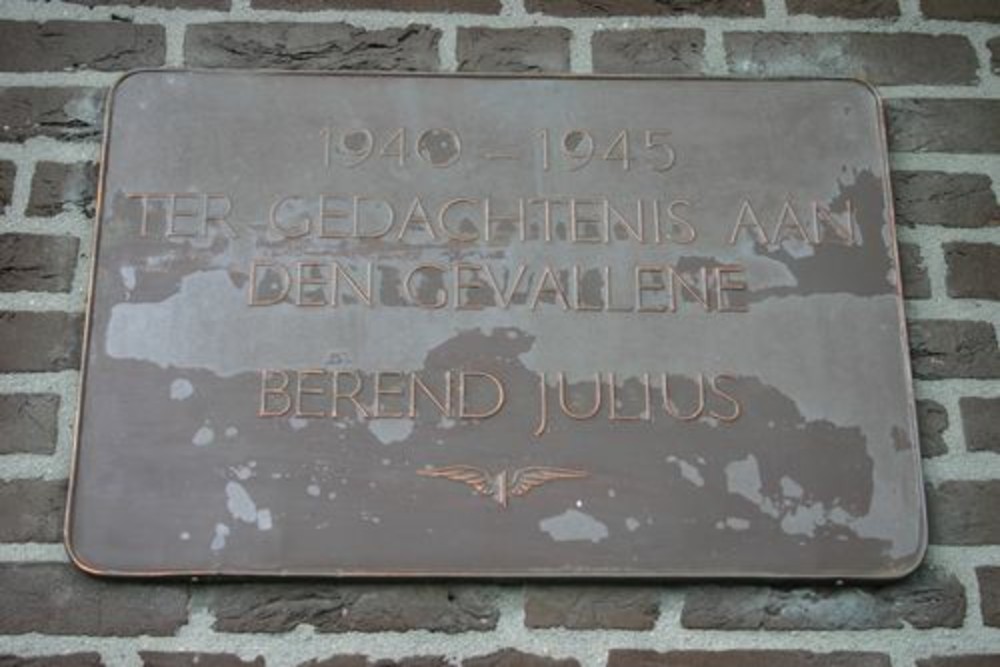 1940 – 1945
TER GEDACHTENIS AAN
DEN GEVALLENE
BEREND JULIUS